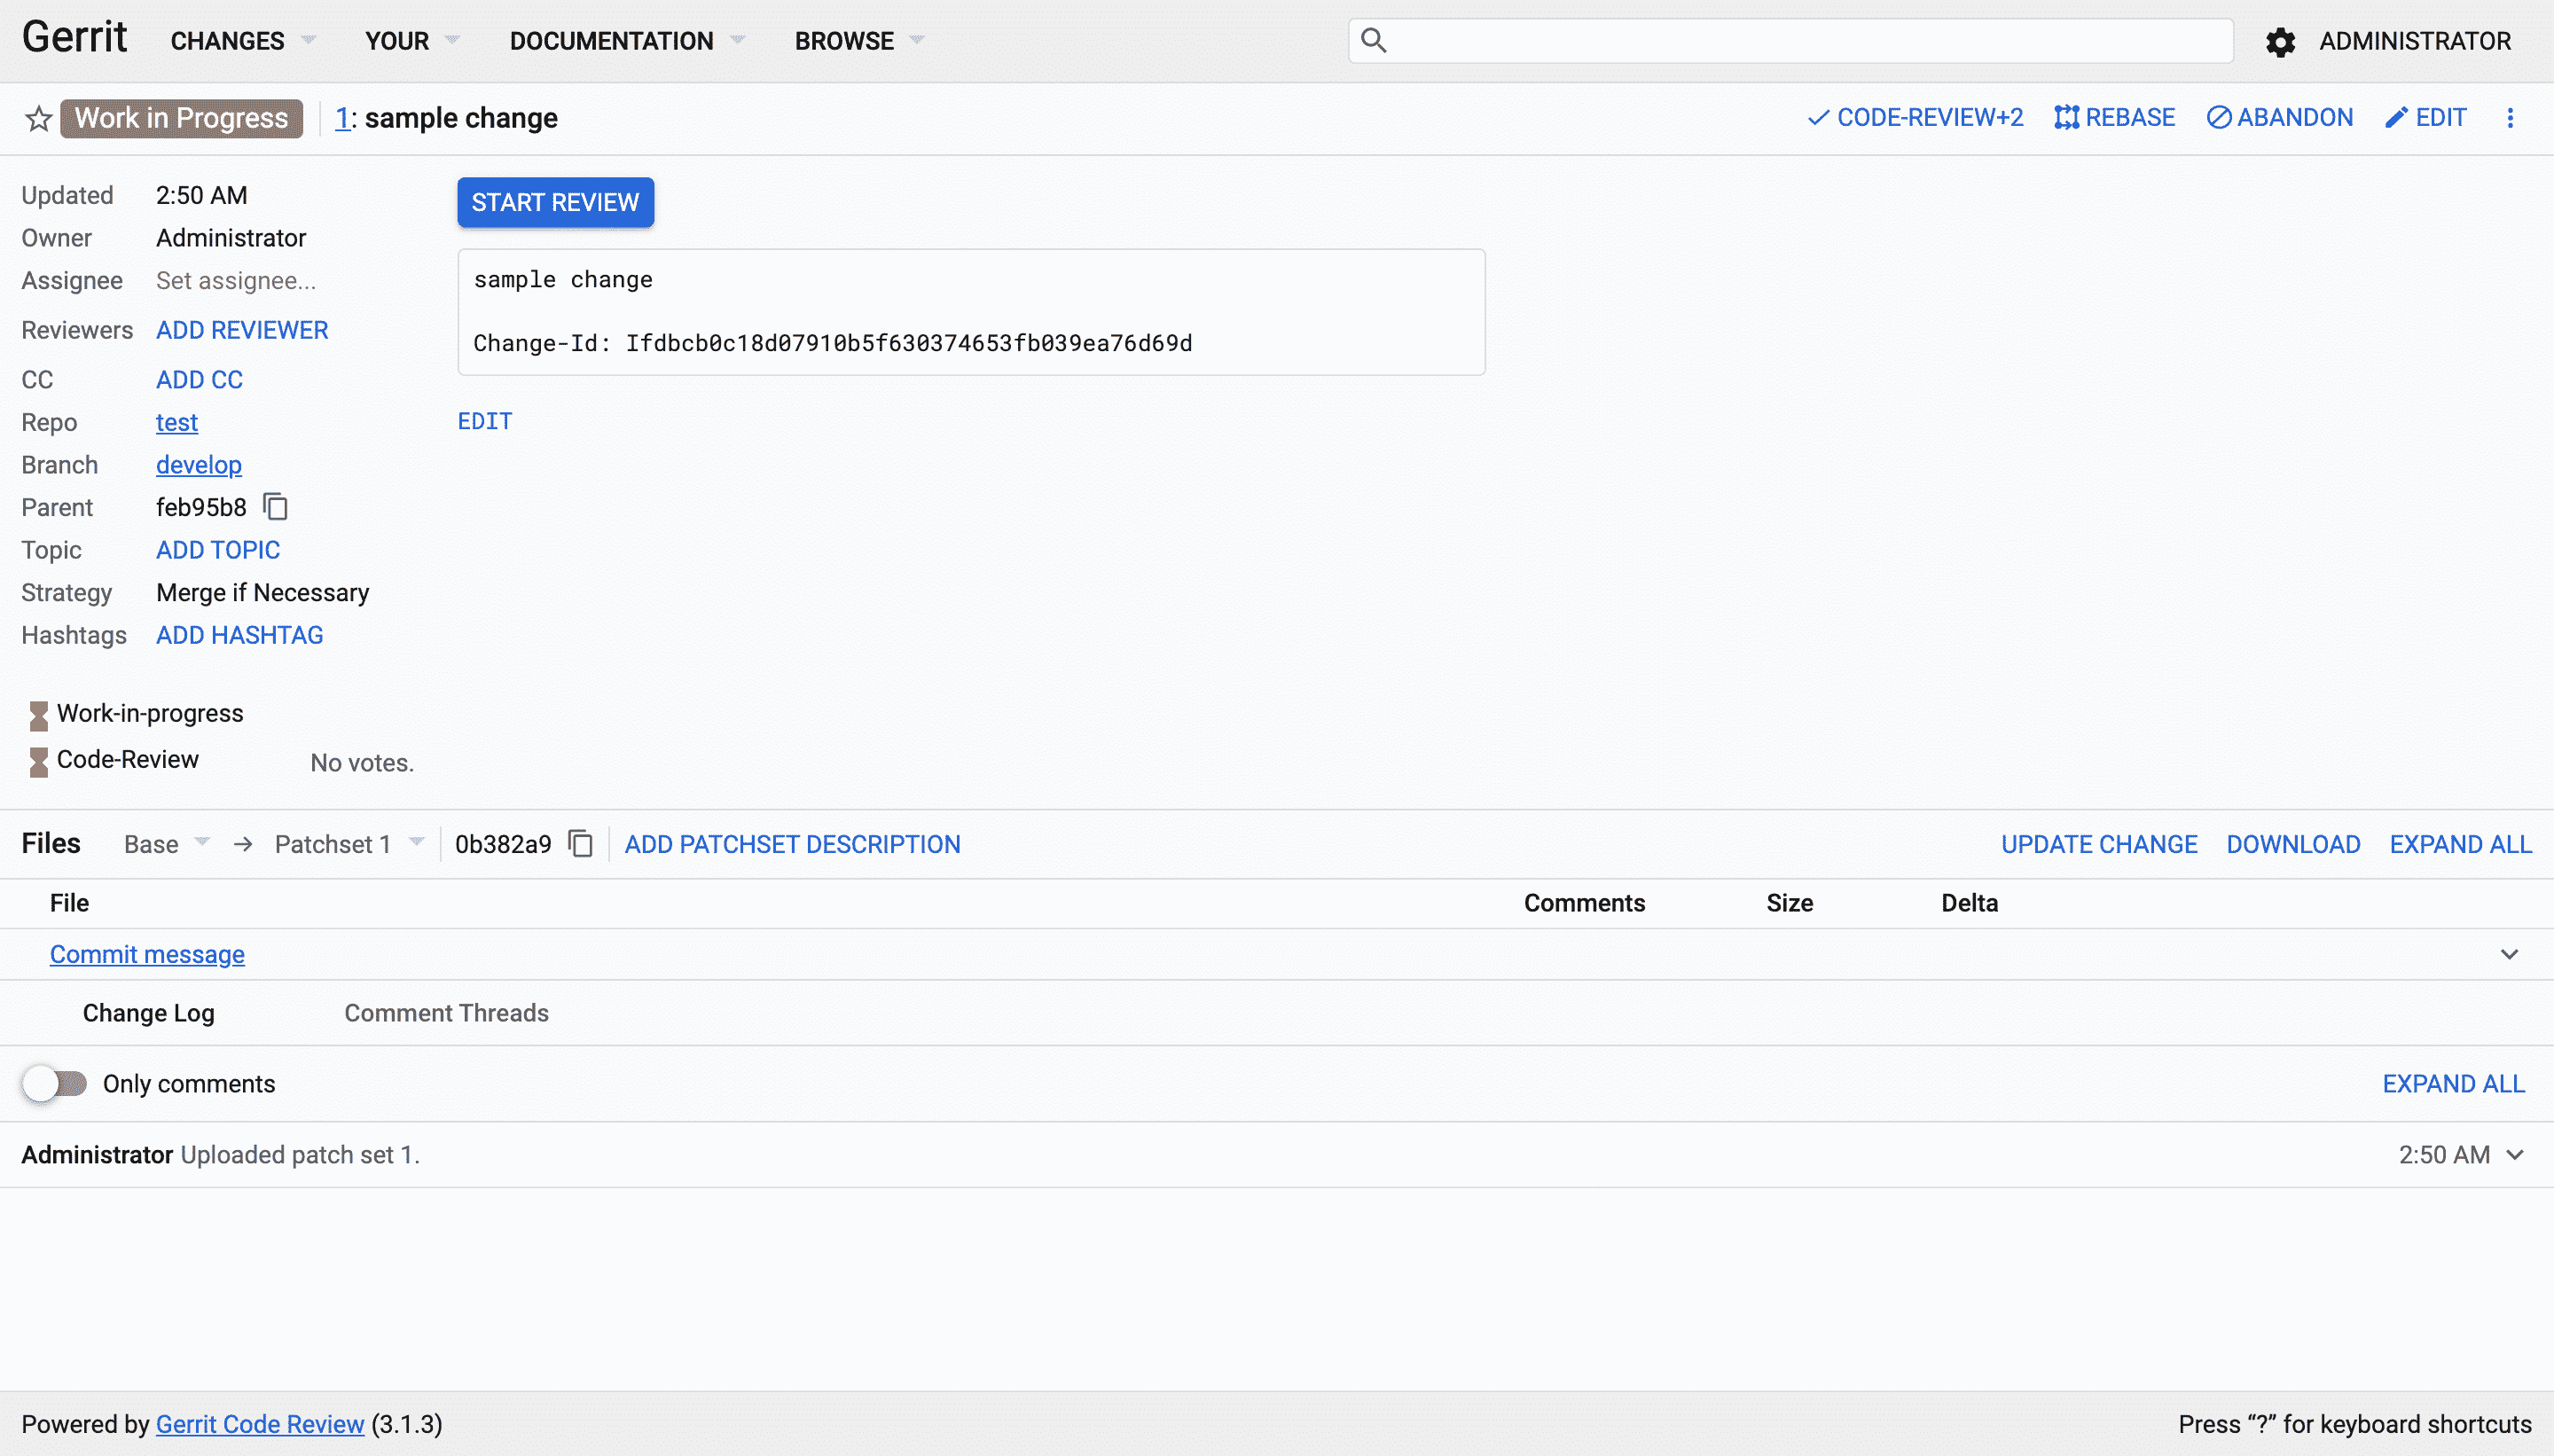 Gerrit CHANGES YOUR DOCUMENTATION BROWSE ADMINISTRATOR
Work in Progress 1: sample change CODE-REVIEW+2 REBASE ABANDON EDIT
Updated 2:50 AM
START REVIEW
Owner Administrator
Assignee Set assignee...
sample change
Reviewers ADD REVIEWER
Change-Id: Ifdbcb0c18d07910b5f630374653fb039ea76d69d
CC ADD CC
Repo test
EDIT
Branch develop
Parent feb95b8
Topic ADD TOPIC
Strategy Merge if Necessary
Hashtags ADD HASHTAG
Work-in-progress
Code-Review No votes.
Files Base → Patchset 1 0b382a9 ADD PATCHSET DESCRIPTION UPDATE CHANGE DOWNLOAD EXPAND ALL
File Comments Size Delta
Commit message
Change Log Comment Threads
Only comments EXPAND ALL
Administrator Uploaded patch set 1. 2:50 AM
Powered by Gerrit Code Review (3.1.3) Press “?” for keyboard shortcuts